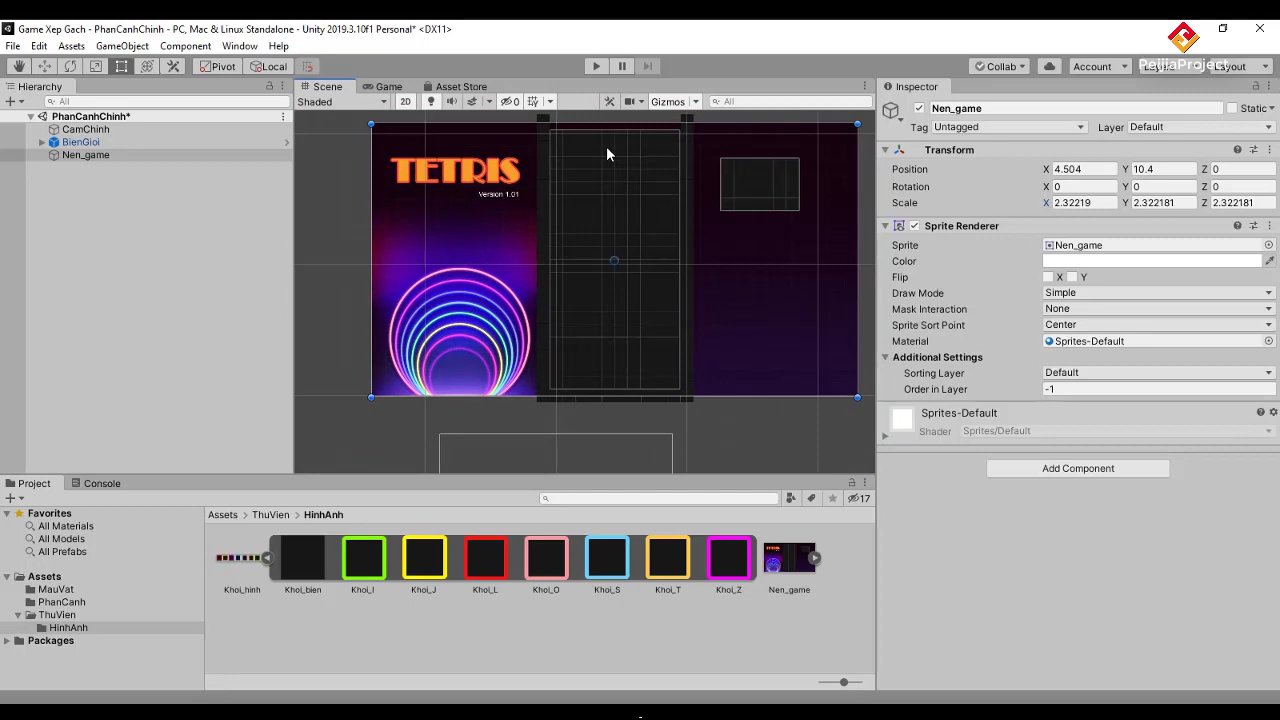 Game Xep Gach - PhanCanhChinh - PC, Mac & Linux Standalone - Unity 2019.3.10f1 Personal* <DX11>
File Edit Assets GameObject Component Window Help
PejilaProject
Pivot Local Collab Account Layout
Hierarchy Scene Game Asset Store Inspector
All Shaded 2D 0 Gizmos All
PhanCanhChinh*
CamChinh
BienGioi
Nen_game
TETRIS
Version 1.01
Nen_game Static
Tag Untagged Layer Default
Transform
Position X 4.504 Y 10.4 Z 0
Rotation X 0 Y 0 Z 0
Scale X 2.32219 Y 2.322181 Z 2.322181
Sprite Renderer
Sprite Nen_game
Color
Flip X Y
Draw Mode Simple
Mask Interaction None
Sprite Sort Point Center
Material Sprites-Default
Additional Settings
Sorting Layer Default
Order in Layer -1
Sprites-Default
Shader Sprites/Default
Add Component
Project Console
17
Favorites
All Materials
All Models
All Prefabs
Assets
MauVat
PhanCanh
ThuVien
HinhAnh
Packages
Assets ThuVien HinhAnh
Khoi_hinh Khoi_bien Khoi_I Khoi_J Khoi_L Khoi_O Khoi_S Khoi_T Khoi_Z Nen_game